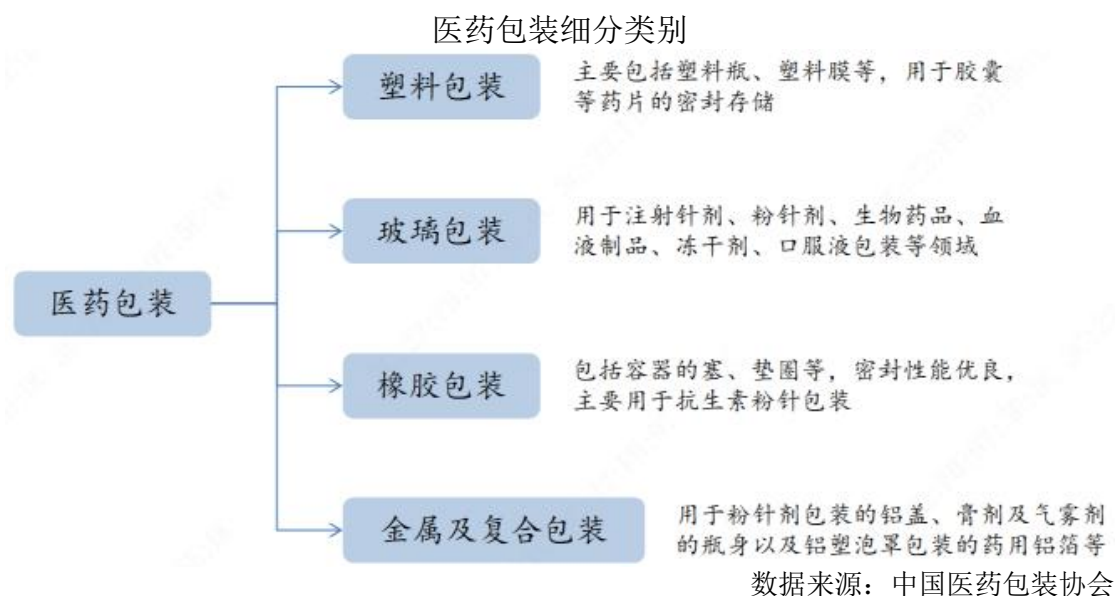 医药包装细分类别
塑料包装
主要包括塑料瓶、塑料膜等，用于胶囊
等药片的密封存储
玻璃包装
用于注射针剂、粉针剂、生物药品、血
液制品、冻干剂、口服液包装等领域
医药包装
橡胶包装
包括容器的塞、垫圈等，密封性能优良，
主要用于抗生素粉针包装
金属及复合包装
用于粉针剂包装的铝盖、膏剂及气雾剂
的瓶身以及铝塑泡罩包装的药用铝箔等
数据来源：中国医药包装协会